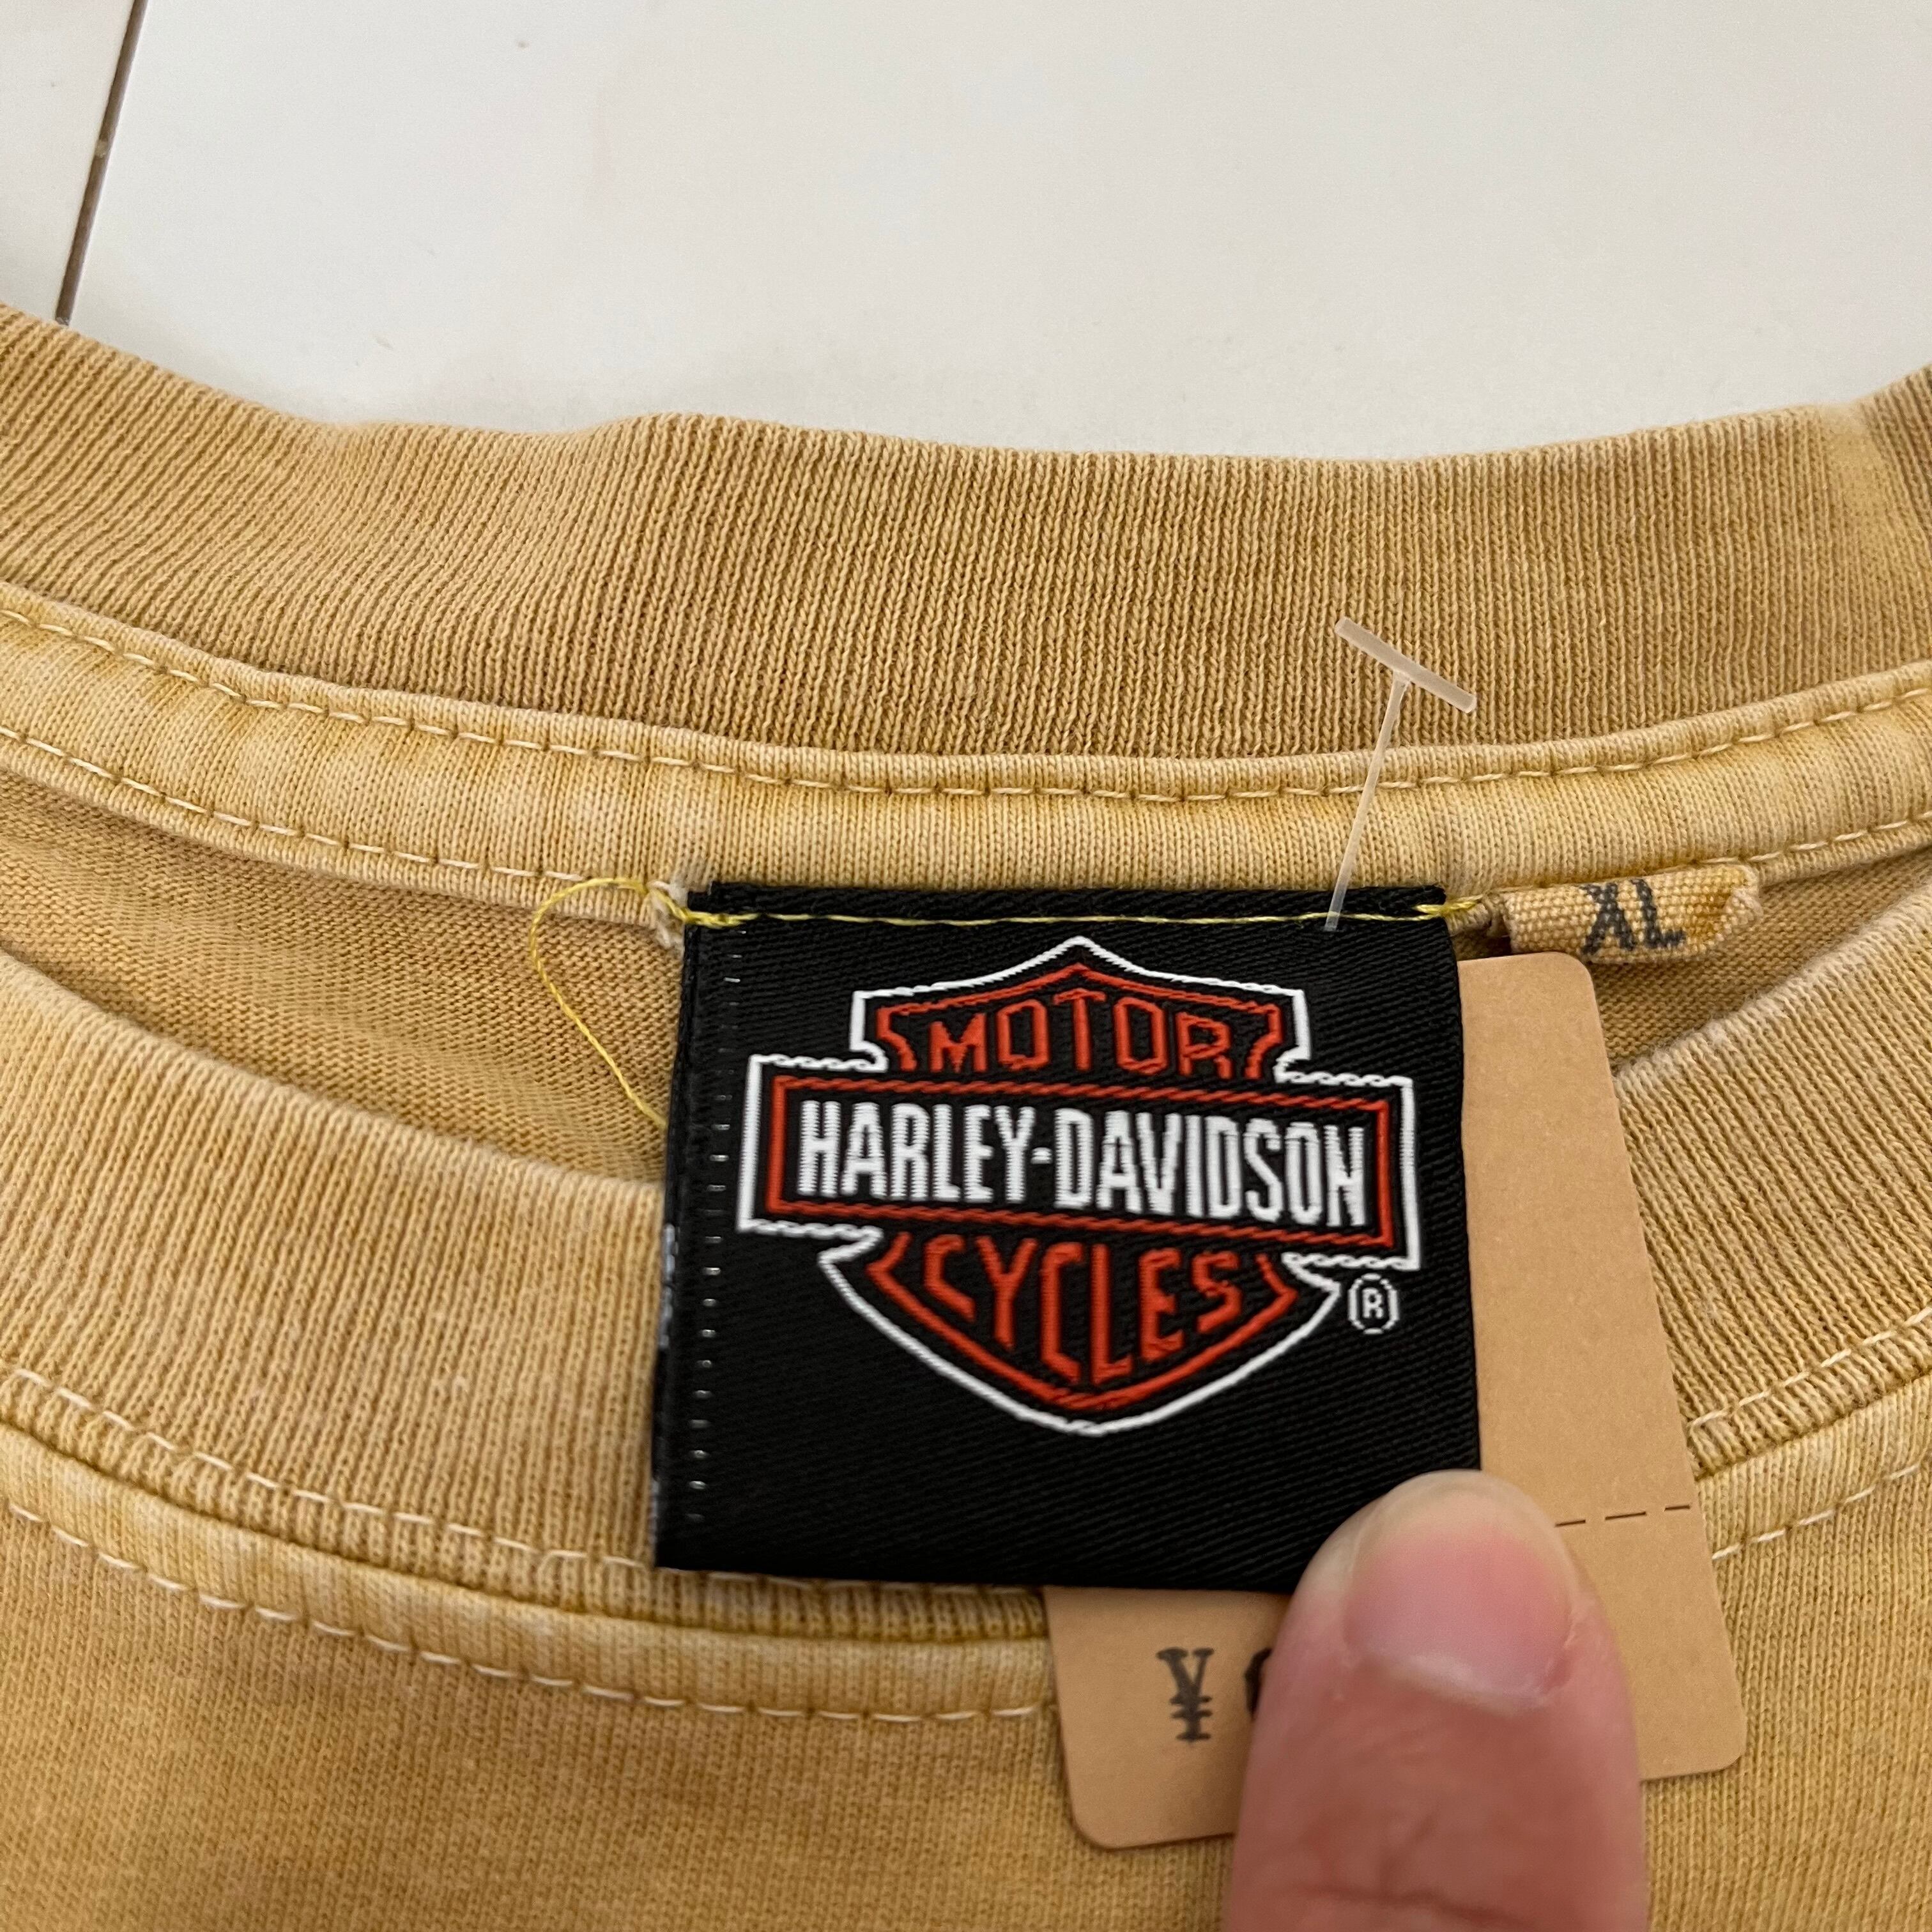 XL
MOTOR
HARLEY-DAVIDSON
CYCLES
®
¥